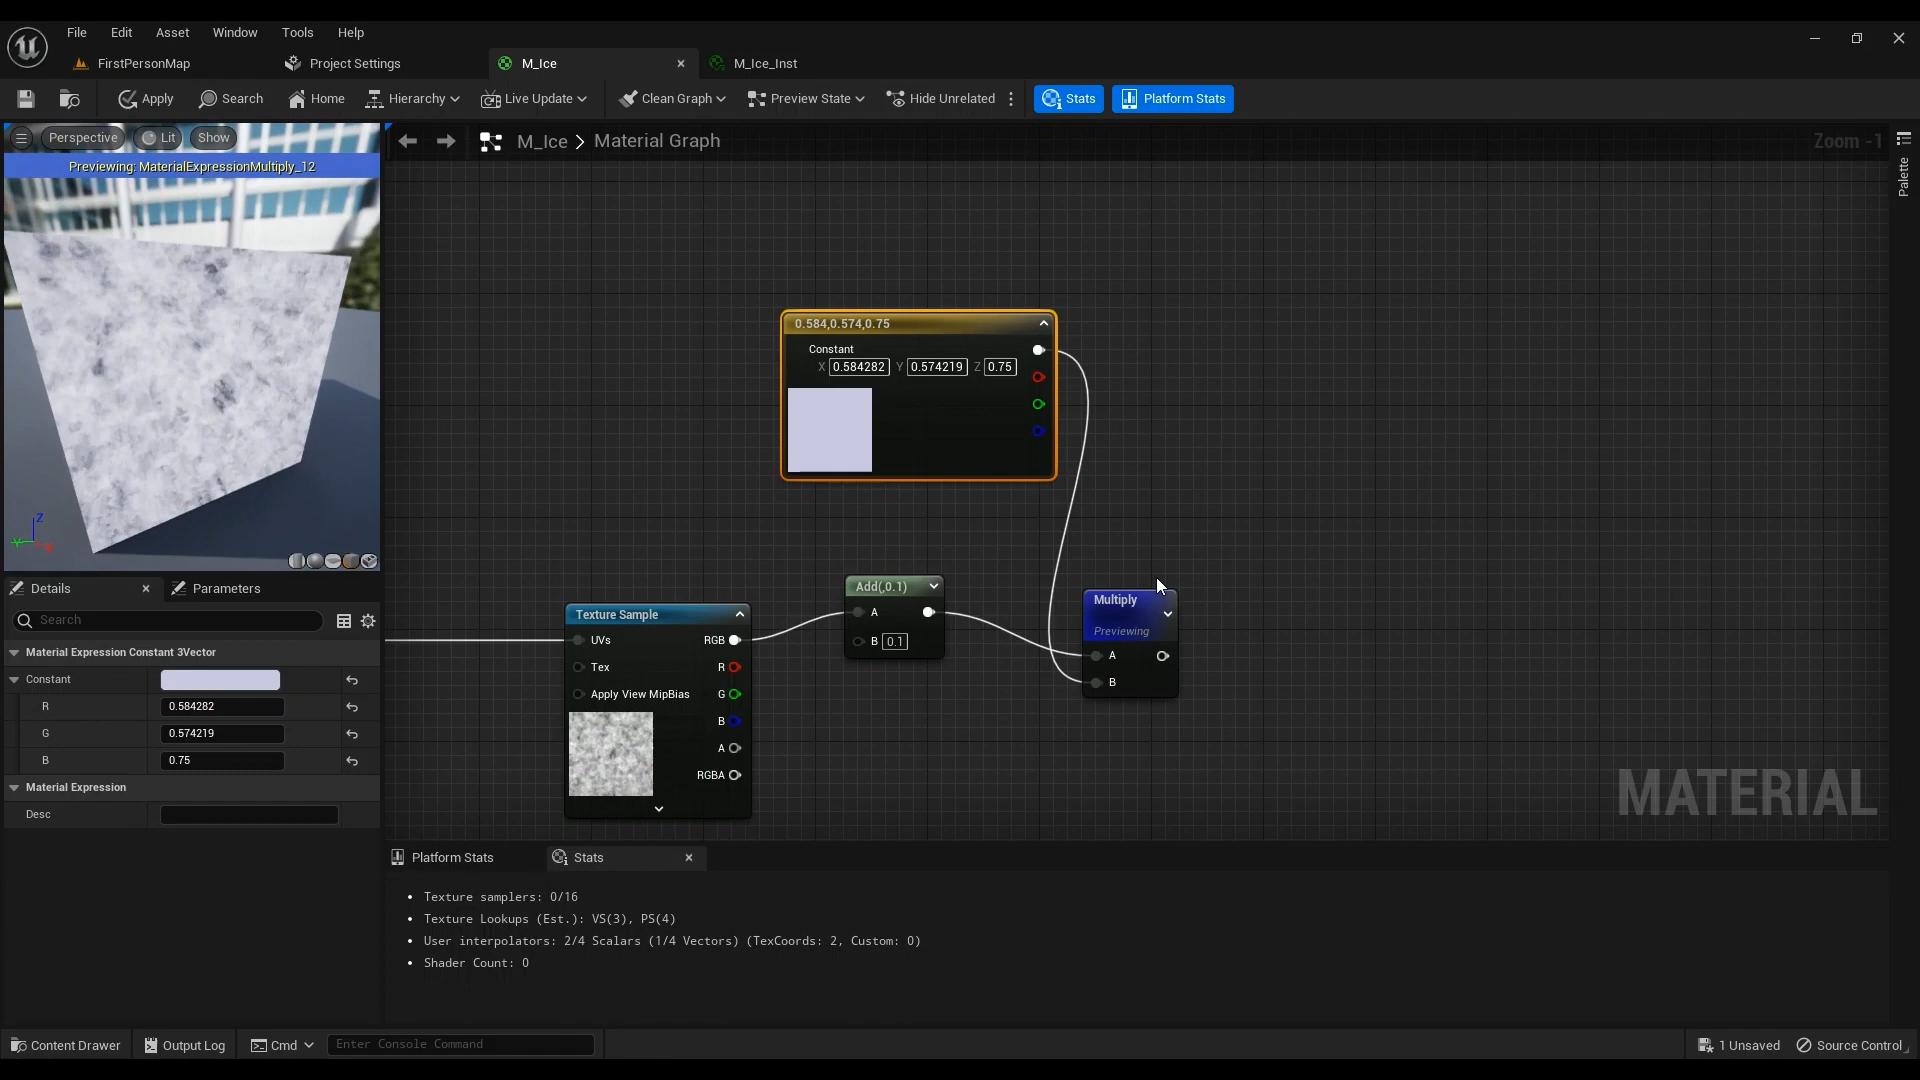 File Edit Asset Window Tools Help
FirstPersonMap Project Settings M_Ice M_Ice_Inst
Apply Search Home Hierarchy Live Update Clean Graph Preview State Hide Unrelated Stats Platform Stats
Perspective Lit Show
M_Ice > Material Graph
Zoom -1
Palette
Previewing: MaterialExpressionMultiply_12
0.584,0.574,0.75
Constant
X 0.584282 Y 0.574219 Z 0.75
Z
Y
X
Details Parameters
Search
Material Expression Constant 3Vector
Constant
R 0.584282
G 0.574219
B 0.75
Material Expression
Desc
Texture Sample
UVs RGB
Tex R
Apply View MipBias G
B
A
RGBA
Add(,0.1)
A
B 0.1
Multiply
Previewing
A
B
MATERIAL
Platform Stats Stats
Texture samplers: 0/16
Texture Lookups (Est.): VS(3), PS(4)
User interpolators: 2/4 Scalars (1/4 Vectors) (TexCoords: 2, Custom: 0)
Shader Count: 0
Content Drawer Output Log Cmd Enter Console Command 1 Unsaved Source Control